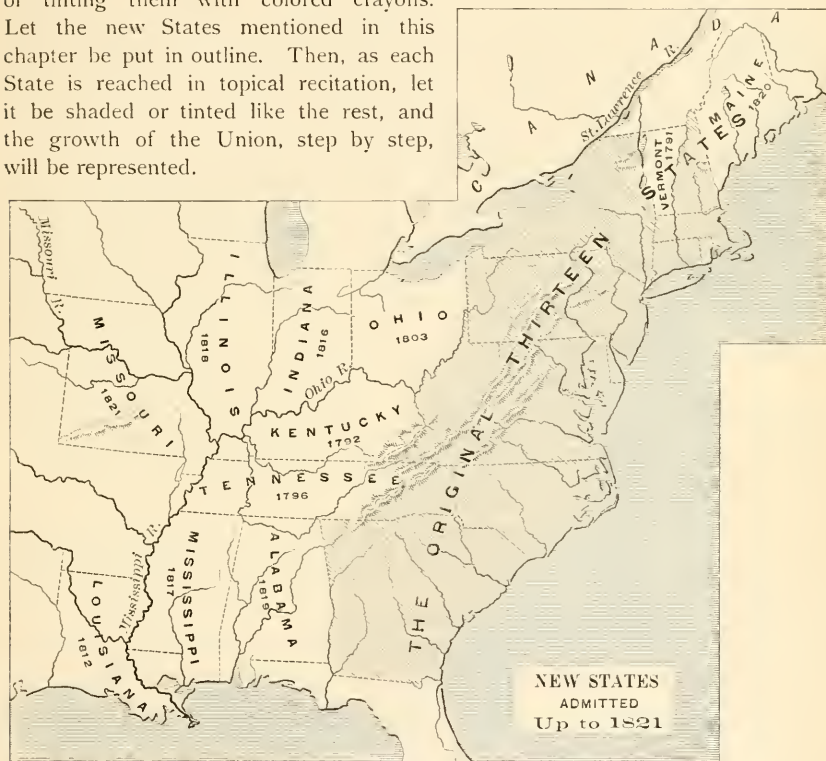 of tinting them with colored crayons.
Let the new States mentioned in this
chapter be put in outline. Then, as each
State is reached in topical recitation, let
it be shaded or tinted like the rest, and
the growth of the Union, step by step,
will be represented.
CANADA
St. Lawrence R.
MAINE
1820
VERMONT
1791
THE ORIGINAL THIRTEEN STATES
Missouri R.
ILLINOIS
1818
INDIANA
1816
OHIO
1803
MISSOURI
1821
Ohio R.
KENTUCKY
1792
TENNESSEE
1796
Mississippi R.
MISSISSIPPI
1817
ALABAMA
1819
LOUISIANA
1812
NEW STATES
ADMITTED
Up to 1821